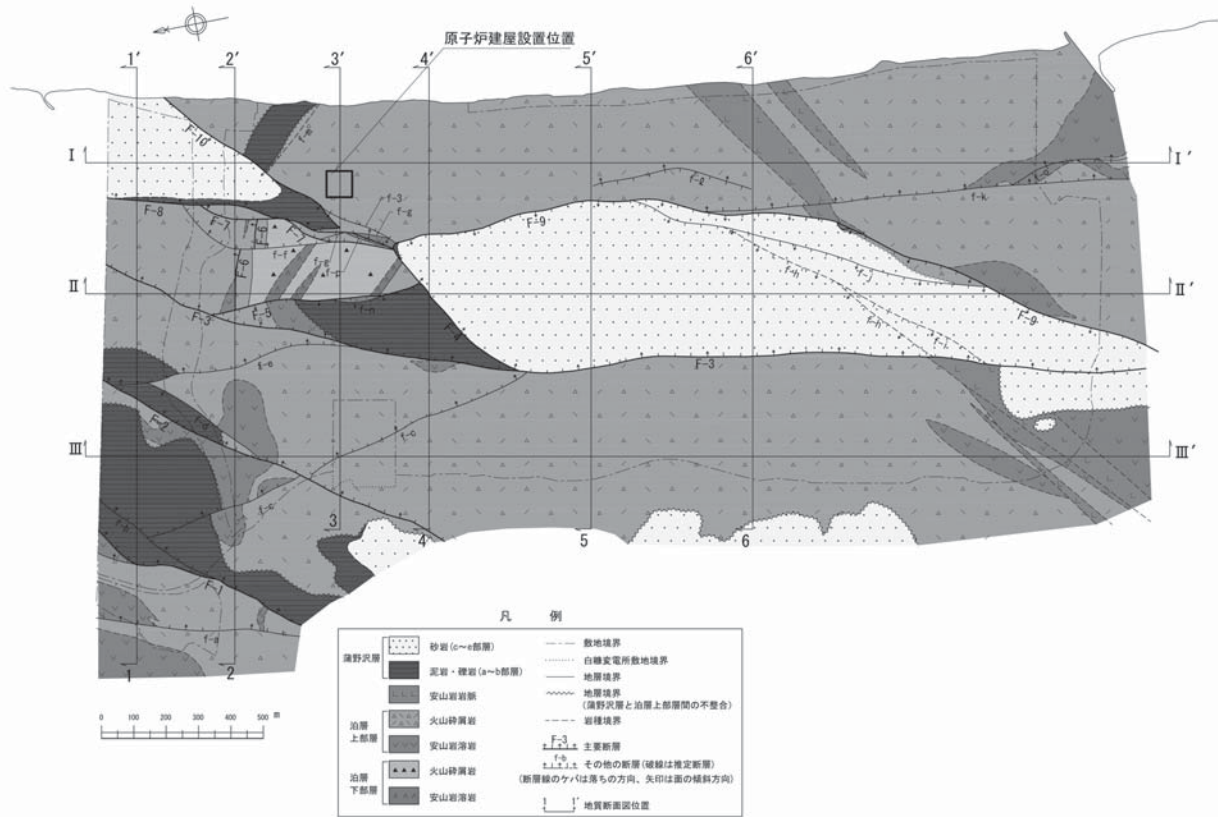 原子炉建屋設置位置
1′ 2′ 3′ 4′ 5′ 6′
F-10
f-m
Ⅰ Ⅰ′
F-8
F-7
f-3
f-g
f-ℓ
f-k
F-9
F-6
f-f
f-g
f-p
f-h
f-j
Ⅱ Ⅱ′
F-3
F-5
f-n
F-4
f-h
f-i
F-9
f-e
F-3
f-d
F-2
f-c
Ⅲ Ⅲ′
f-c
f-b
F-1
f-a
1 2 3 4 5 6
0 100 200 300 400 500 m
凡 例
蒲野沢層
砂岩(c~e部層)
泥岩・礫岩(a~b部層)
安山岩岩脈
泊層上部層
火山砕屑岩
安山岩溶岩
泊層下部層
火山砕屑岩
安山岩溶岩
敷地境界
白糠変電所敷地境界
地層境界
地層境界
(蒲野沢層と泊層上部層間の不整合)
岩種境界
F-3 主要断層
f-b その他の断層(破線は推定断層)
(断層線のケバは落ちの方向、矢印は面の傾斜方向)
1 1′ 地質断面図位置